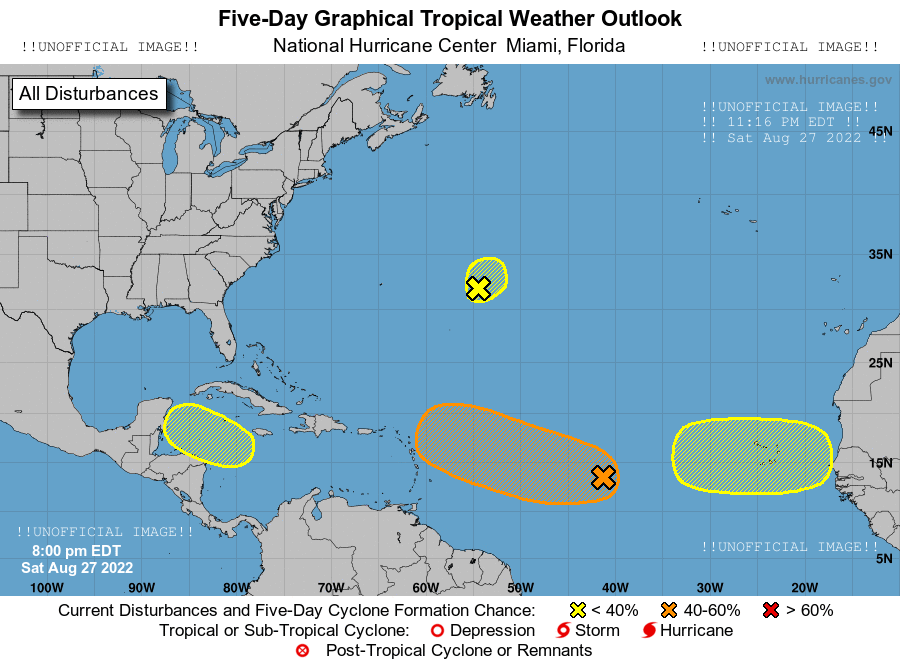 Five-Day Graphical Tropical Weather Outlook
!!UNOFFICIAL IMAGE!! National Hurricane Center Miami, Florida !!UNOFFICIAL IMAGE!!
www.hurricanes.gov
All Disturbances
!!UNOFFICIAL IMAGE!!
!! 11:16 PM EDT !!
!! Sat Aug 27 2022 !!
45N
35N
25N
15N
!!UNOFFICIAL IMAGE!!
8:00 pm EDT
!!UNOFFICIAL IMAGE!!
5N
Sat Aug 27 2022
100W 90W 80W 70W 60W 50W 40W 30W 20W
Current Disturbances and Five-Day Cyclone Formation Chance: < 40% 40-60% > 60%
Tropical or Sub-Tropical Cyclone: Depression Storm Hurricane
Post-Tropical Cyclone or Remnants